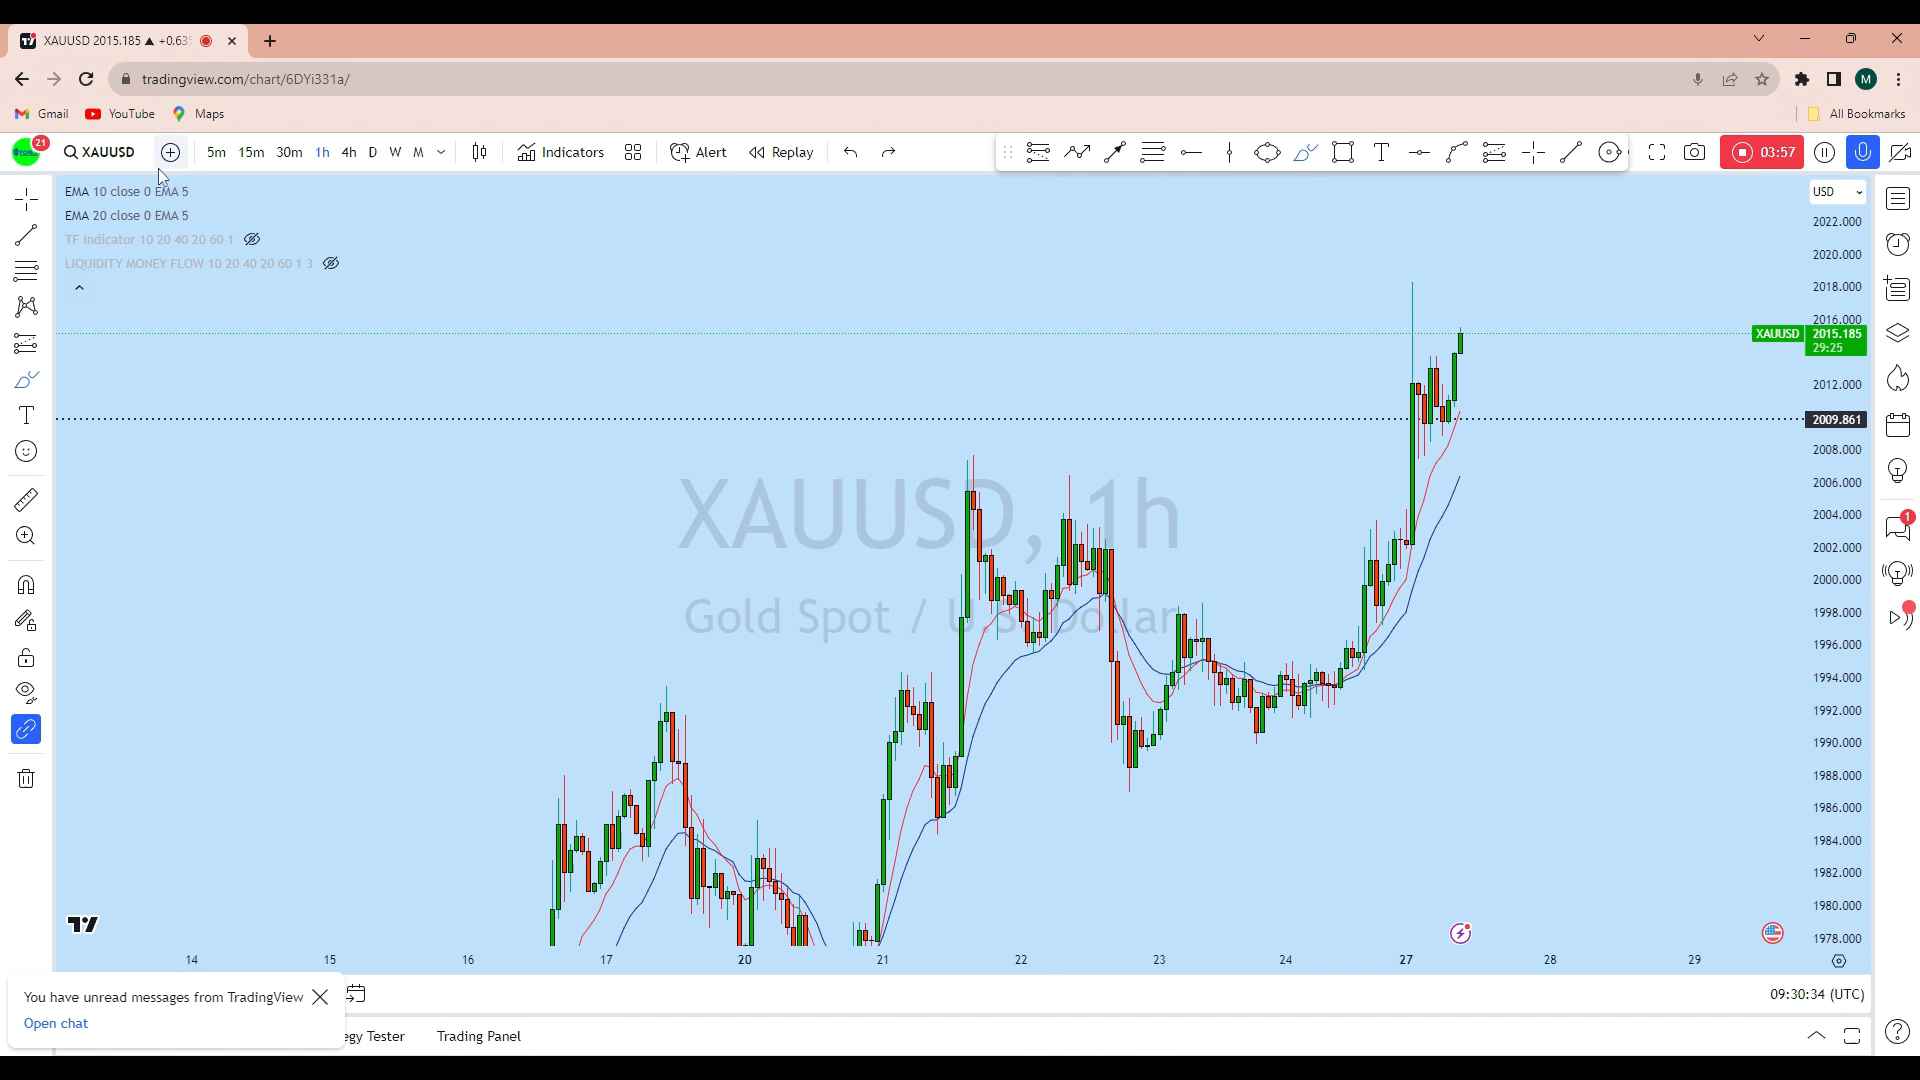 XAUUSD 2015.185 ▲ +0.63
tradingview.com/chart/6DYi331a/
M
Gmail
YouTube
Maps
All Bookmarks
21
XAUUSD
5m 15m 30m 1h 4h D W M
Indicators
Alert
Replay
03:57
EMA 10 close 0 EMA 5
EMA 20 close 0 EMA 5
TF Indicator 10 20 40 20 60 1
LIQUIDITY MONEY FLOW 10 20 40 20 60 1 3
USD
2022.000
2020.000
2018.000
2016.000
XAUUSD 2015.185
29:25
2012.000
2009.861
2008.000
2006.000
2004.000
2002.000
2000.000
1998.000
1996.000
1994.000
1992.000
1990.000
1988.000
1986.000
1984.000
1982.000
1980.000
1978.000
XAUUSD, 1h
Gold Spot / U.S. Dollar
1
14 15 16 17 20 21 22 23 24 27 28 29
You have unread messages from TradingView
Open chat
09:30:34 (UTC)
egy Tester
Trading Panel